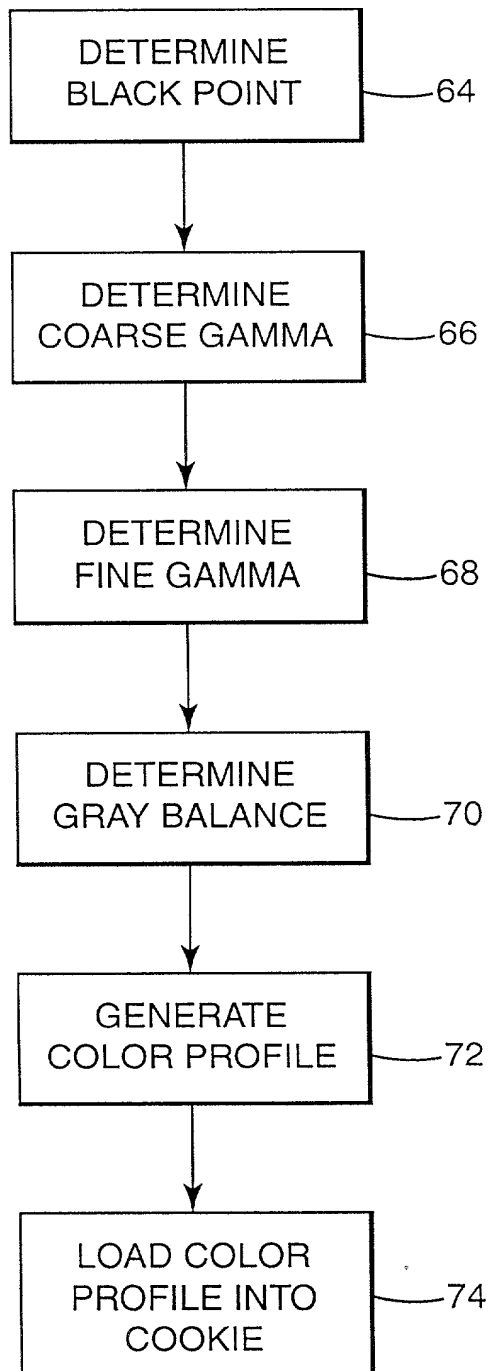 DETERMINE
BLACK POINT
64
DETERMINE
COARSE GAMMA
66
DETERMINE
FINE GAMMA
68
DETERMINE
GRAY BALANCE
70
GENERATE
COLOR PROFILE
72
LOAD COLOR
PROFILE INTO
COOKIE
74